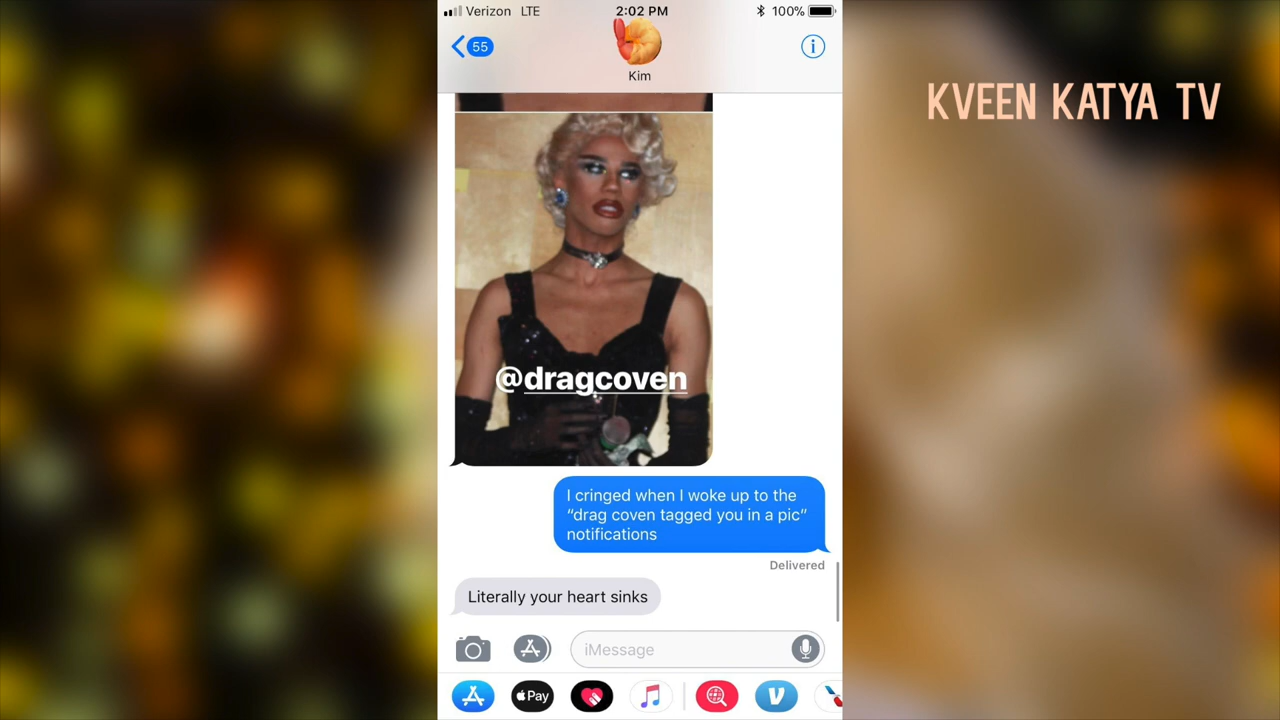 Verizon LTE
2:02 PM
100%
55
Kim
KVEEN KATYA TV
@dragcoven
I cringed when I woke up to the
“drag coven tagged you in a pic”
notifications
Delivered
Literally your heart sinks
iMessage
Pay